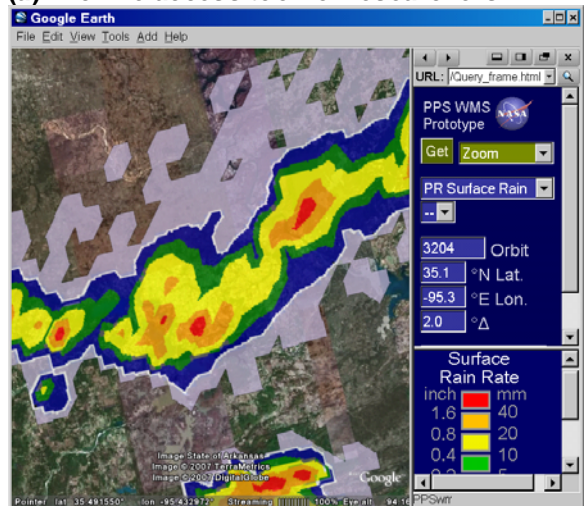 Google Earth
File Edit View Tools Add Help
URL: /Query_frame.html
PPS WMS
Prototype
NASA
Get Zoom
PR Surface Rain
--
3204 Orbit
35.1 °N Lat.
-95.3 °E Lon.
2.0 °Δ
Surface
Rain Rate
inch mm
1.6 40
0.8 20
0.4 10
Image State of Arkansas
Image © 2007 TerraMetrics
Image © 2007 DigitalGlobe
Google
Pointer lat 35.491550° lon -95.432972° Streaming |||||||||| 100% Eye alt 94.16